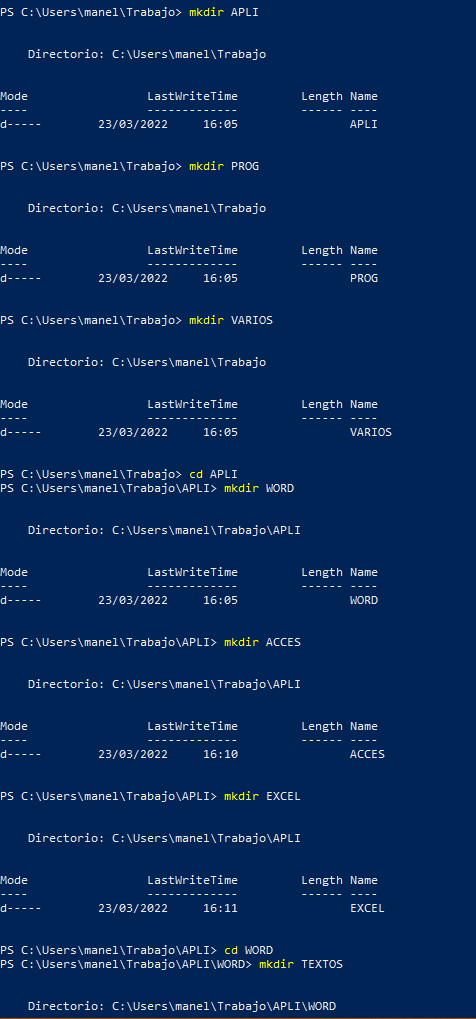 PS C:\Users\manel\Trabajo> mkdir APLI
Directorio: C:\Users\manel\Trabajo
Mode LastWriteTime Length Name
---- ------------- ------ ----
d----- 23/03/2022 16:05 APLI
PS C:\Users\manel\Trabajo> mkdir PROG
Directorio: C:\Users\manel\Trabajo
Mode LastWriteTime Length Name
---- ------------- ------ ----
d----- 23/03/2022 16:05 PROG
PS C:\Users\manel\Trabajo> mkdir VARIOS
Directorio: C:\Users\manel\Trabajo
Mode LastWriteTime Length Name
---- ------------- ------ ----
d----- 23/03/2022 16:05 VARIOS
PS C:\Users\manel\Trabajo> cd APLI
PS C:\Users\manel\Trabajo\APLI> mkdir WORD
Directorio: C:\Users\manel\Trabajo\APLI
Mode LastWriteTime Length Name
---- ------------- ------ ----
d----- 23/03/2022 16:05 WORD
PS C:\Users\manel\Trabajo\APLI> mkdir ACCES
Directorio: C:\Users\manel\Trabajo\APLI
Mode LastWriteTime Length Name
---- ------------- ------ ----
d----- 23/03/2022 16:10 ACCES
PS C:\Users\manel\Trabajo\APLI> mkdir EXCEL
Directorio: C:\Users\manel\Trabajo\APLI
Mode LastWriteTime Length Name
---- ------------- ------ ----
d----- 23/03/2022 16:11 EXCEL
PS C:\Users\manel\Trabajo\APLI> cd WORD
PS C:\Users\manel\Trabajo\APLI\WORD> mkdir TEXTOS
Directorio: C:\Users\manel\Trabajo\APLI\WORD